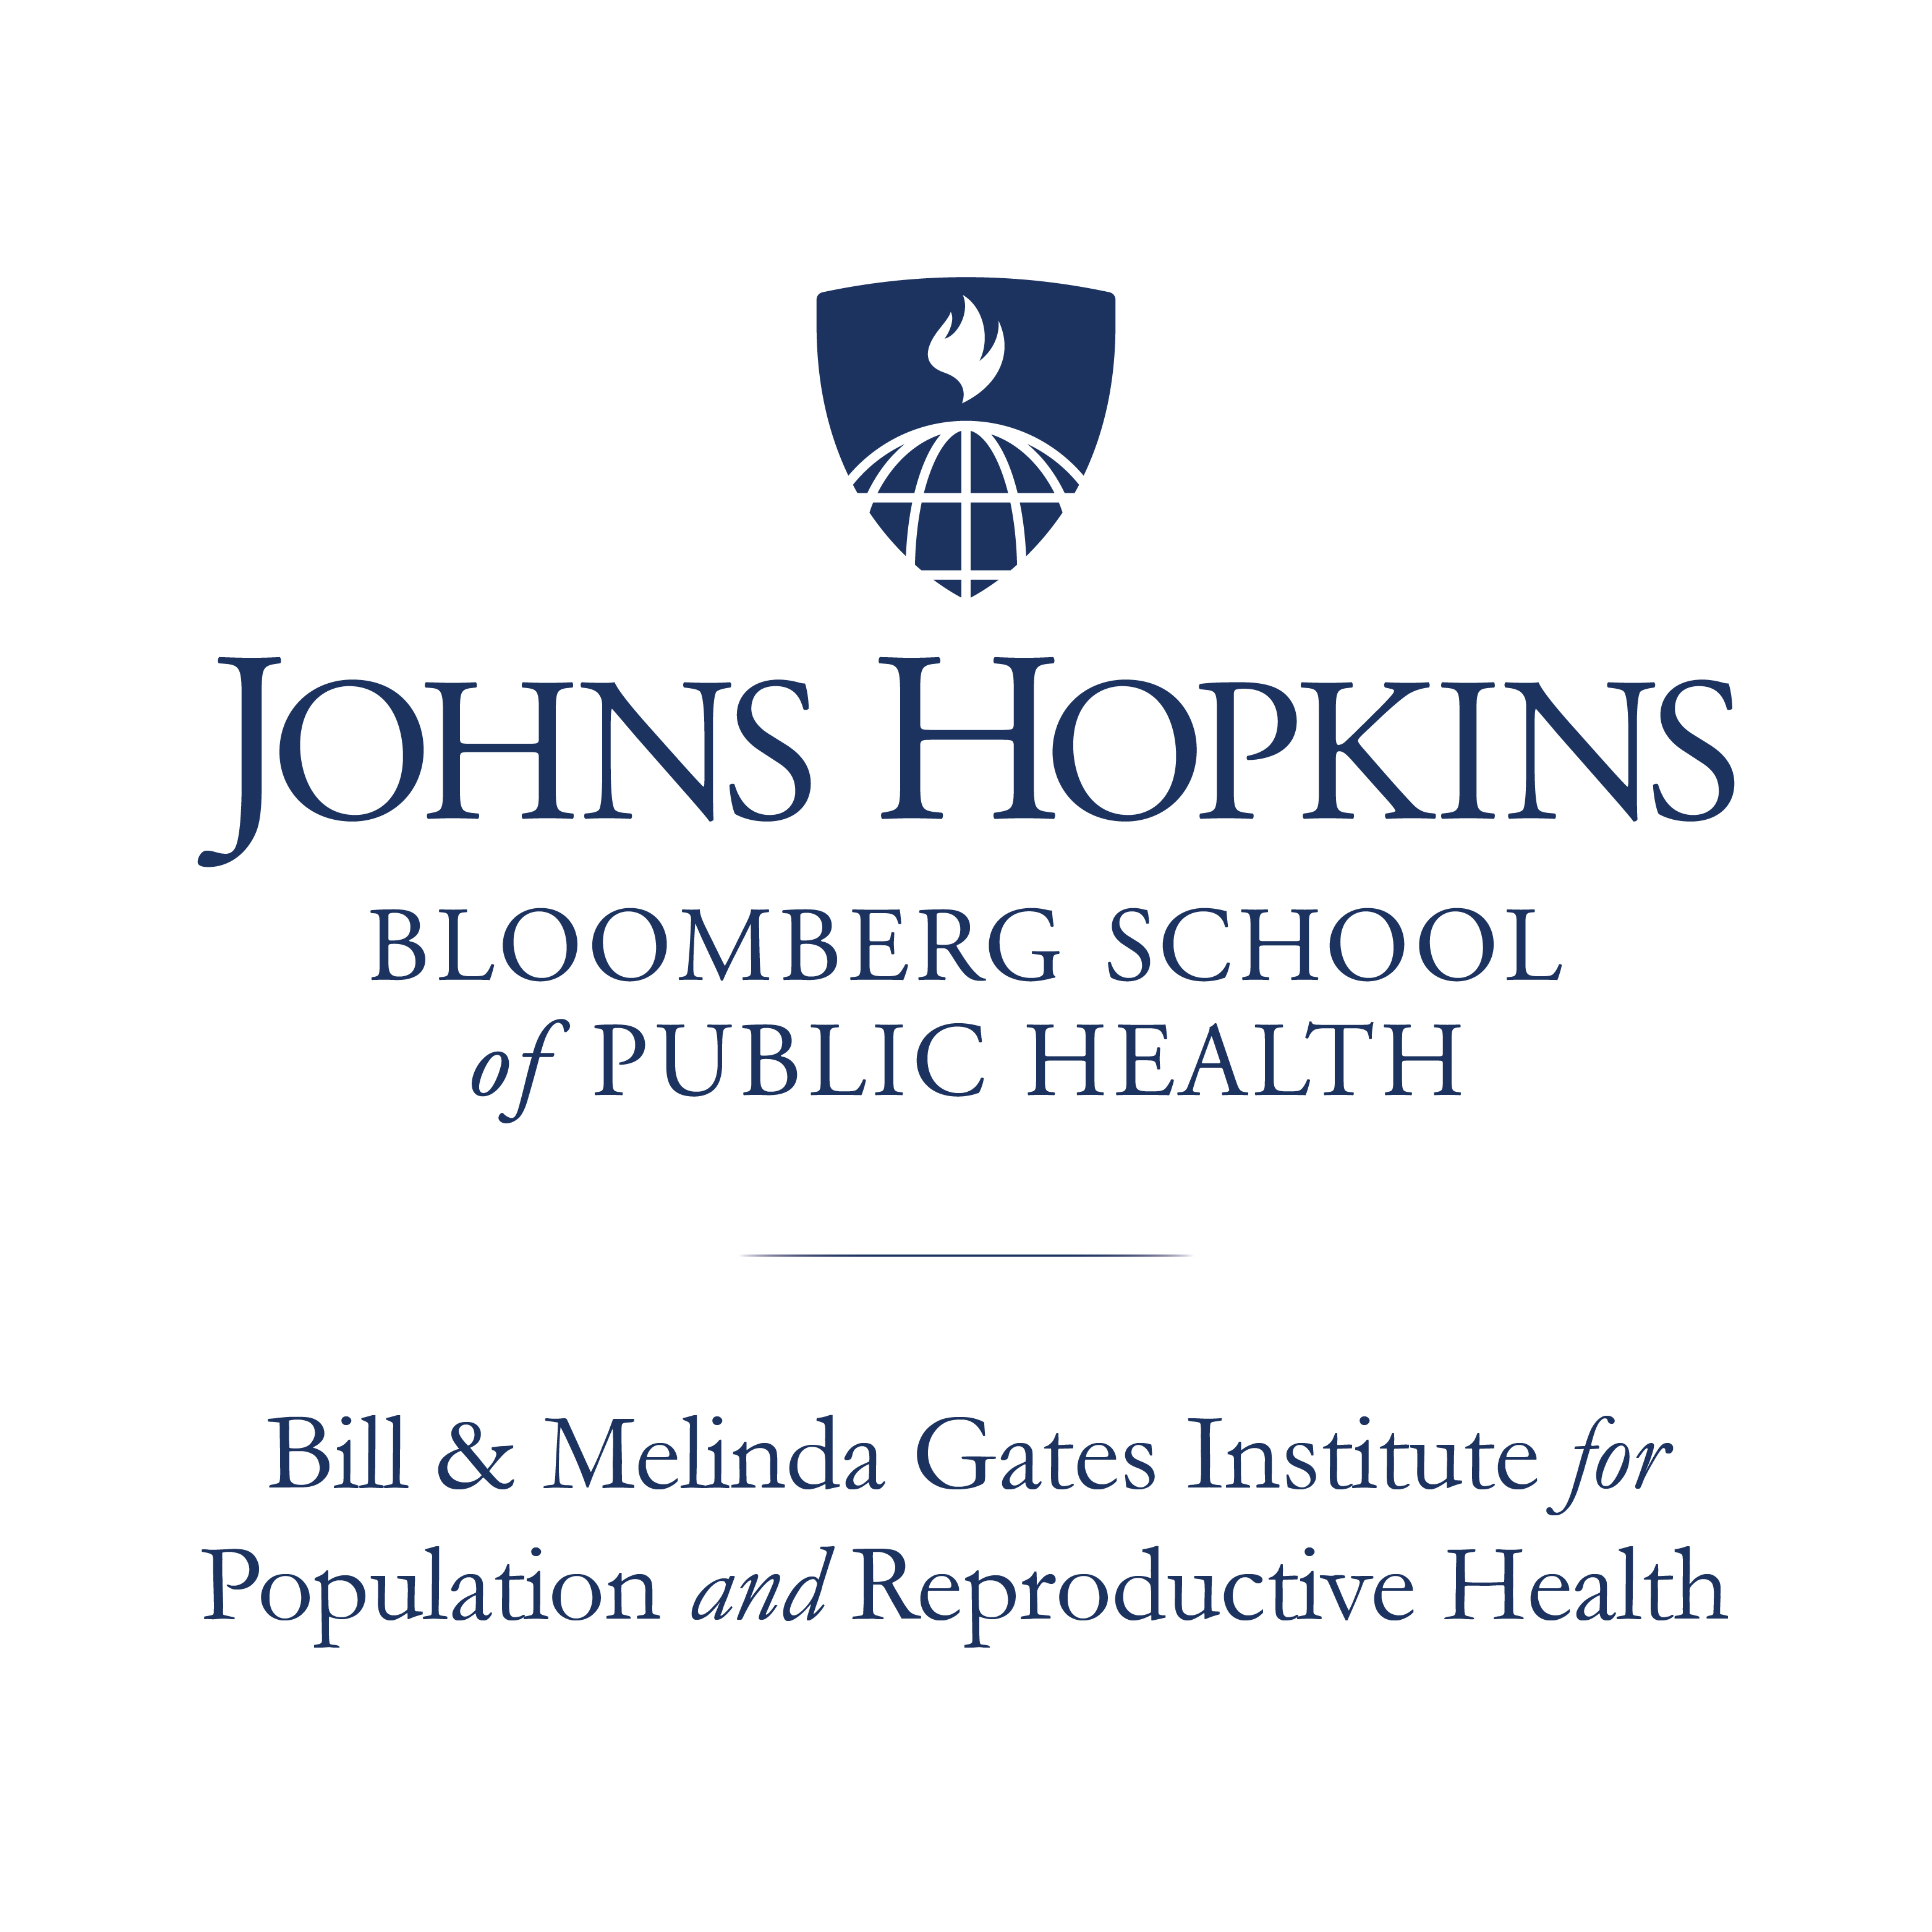 JOHNS HOPKINS
BLOOMBERG SCHOOL
of PUBLIC HEALTH
Bill & Melinda Gates Institute for
Population and Reproductive Health